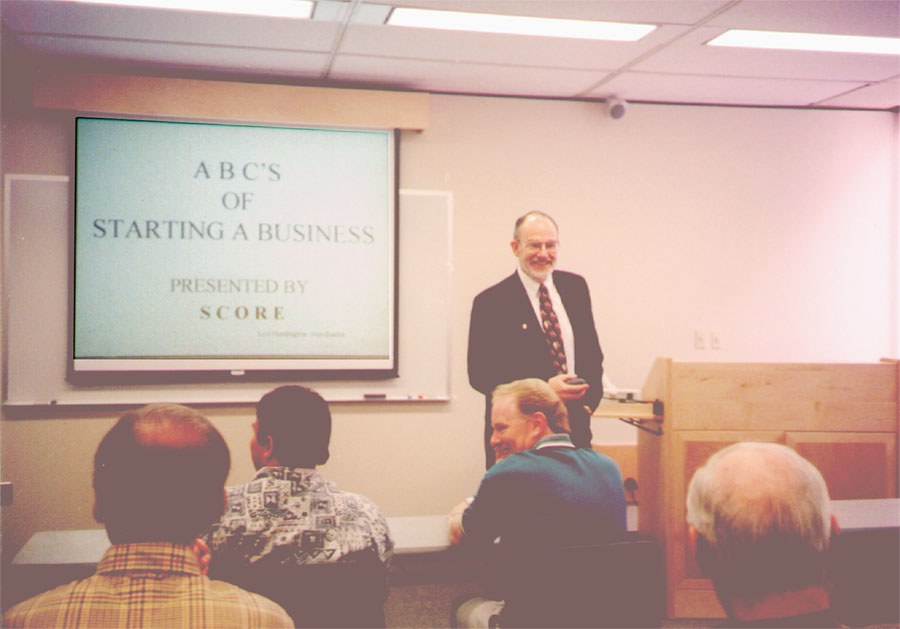 A B C'S
OF
STARTING A BUSINESS
PRESENTED BY
SCORE